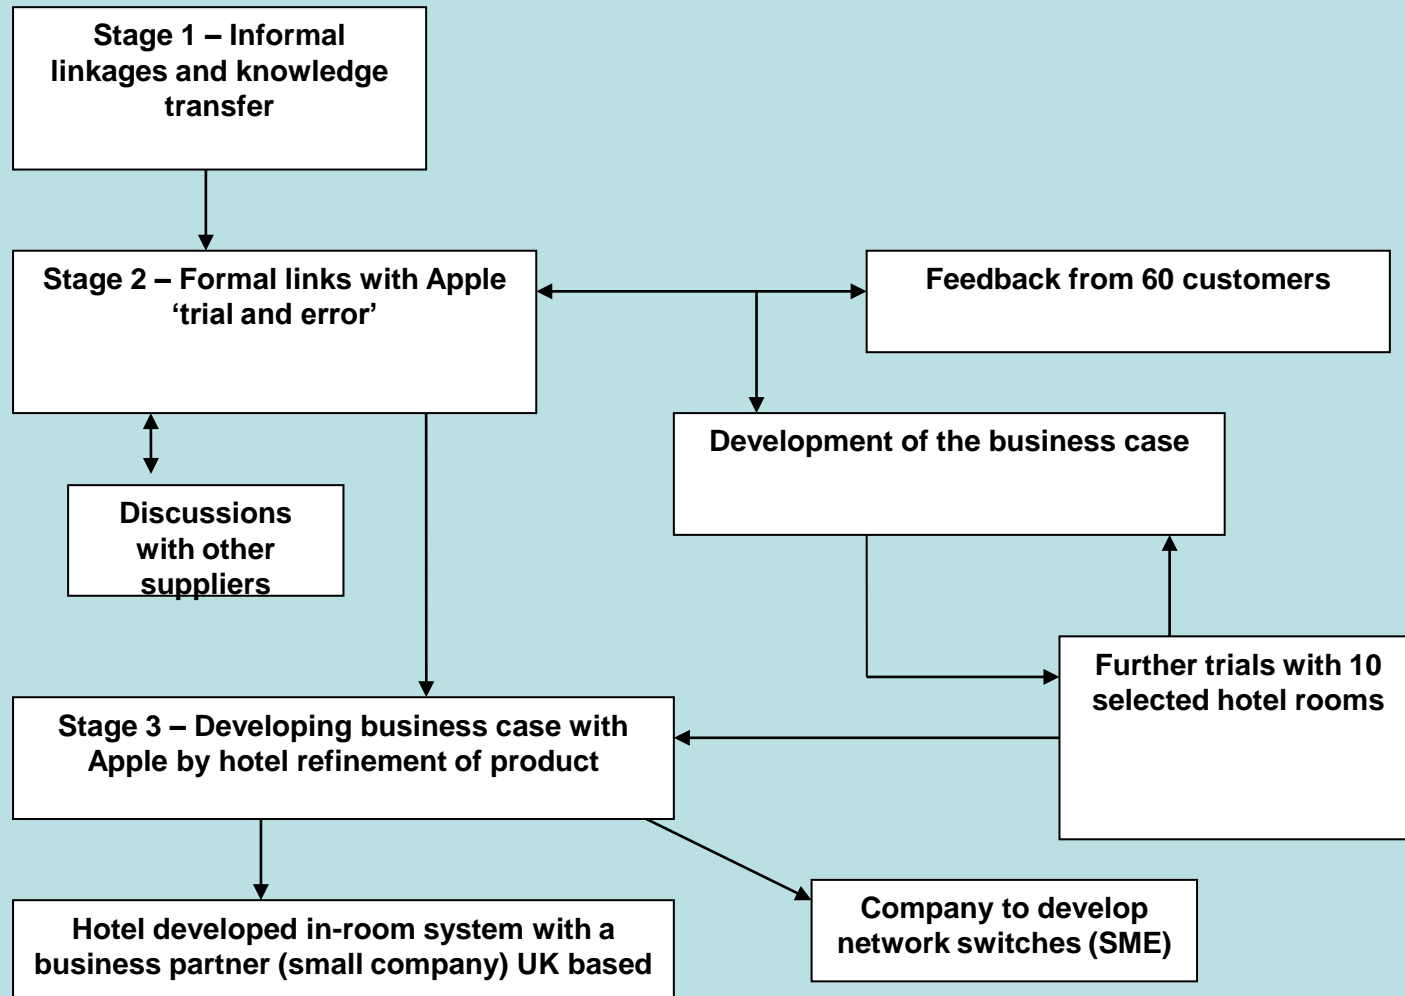 Stage 1 – Informal
linkages and knowledge
transfer
Stage 2 – Formal links with Apple
‘trial and error’
Feedback from 60 customers
Development of the business case
Discussions
with other
suppliers
Further trials with 10
selected hotel rooms
Stage 3 – Developing business case with
Apple by hotel refinement of product
Company to develop
network switches (SME)
Hotel developed in-room system with a
business partner (small company) UK based